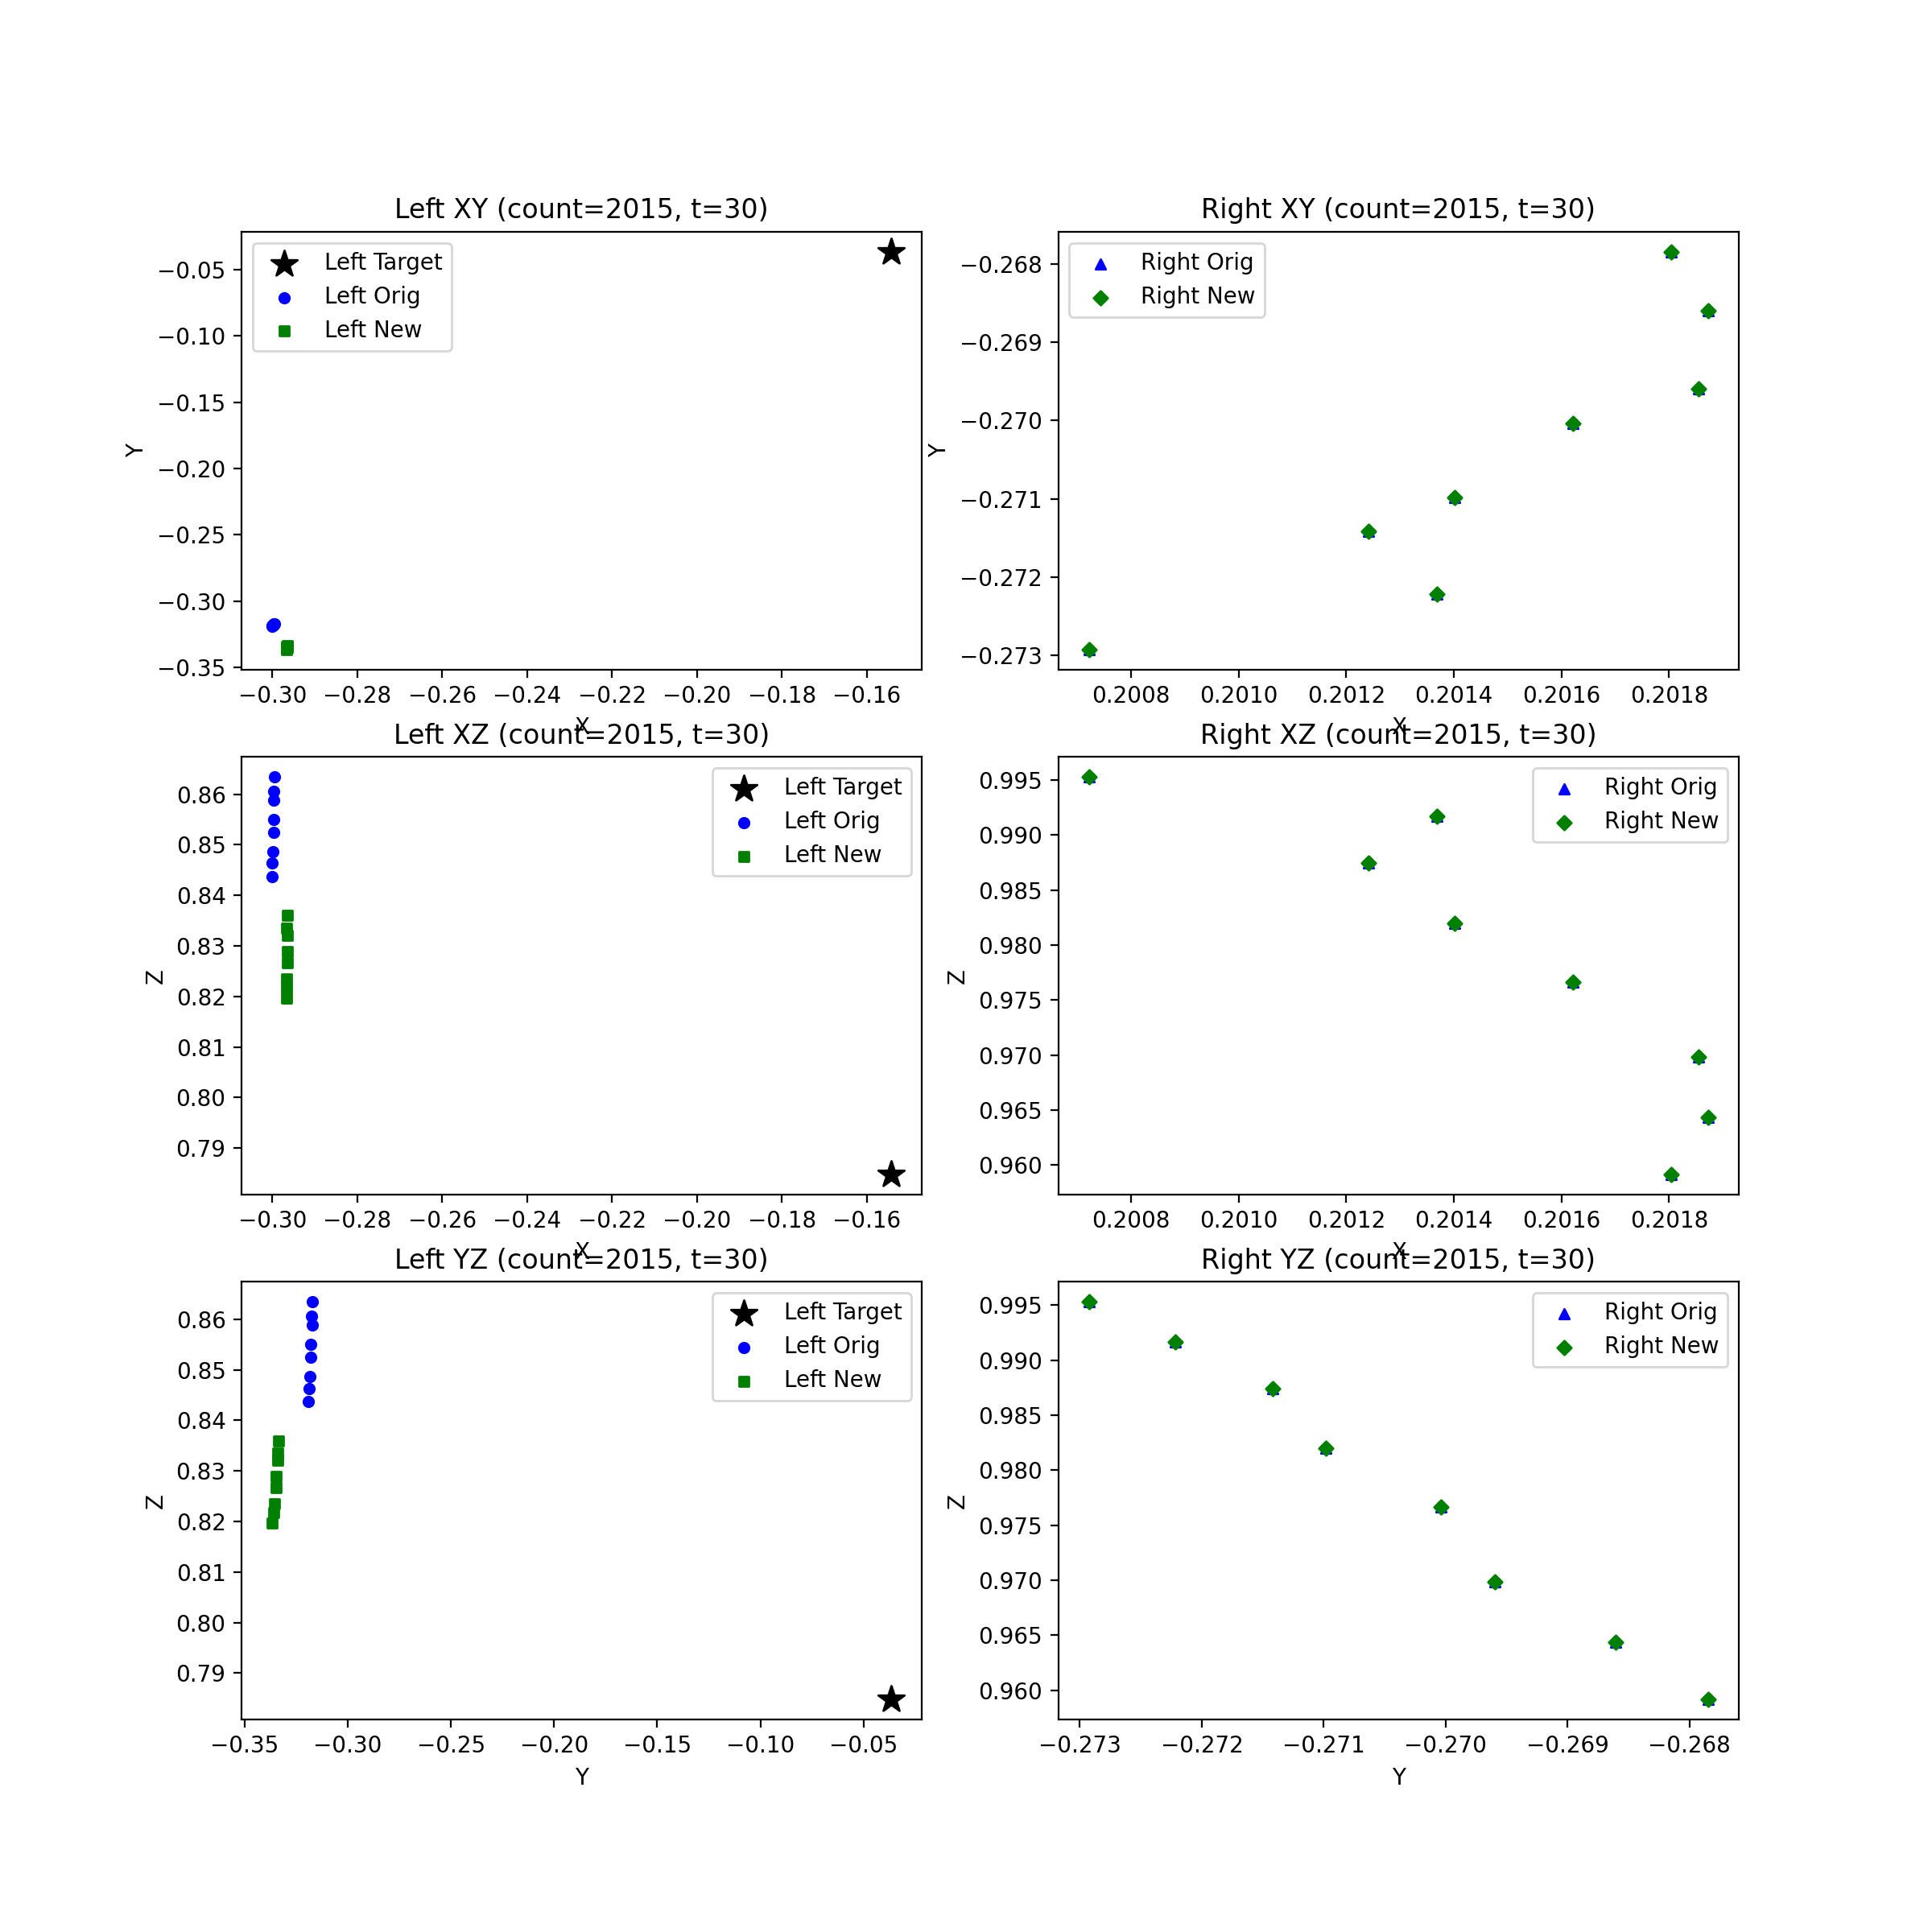 Left XY (count=2015, t=30)
Left Target
Left Orig
Left New
−0.05
−0.10
−0.15
−0.20
−0.25
−0.30
−0.35
Y
−0.30 −0.28 −0.26 −0.24 −0.22 −0.20 −0.18 −0.16
X
Right XY (count=2015, t=30)
Right Orig
Right New
−0.268
−0.269
−0.270
−0.271
−0.272
−0.273
Y
0.2008 0.2010 0.2012 0.2014 0.2016 0.2018
X
Left XZ (count=2015, t=30)
Left Target
Left Orig
Left New
0.86
0.85
0.84
0.83
0.82
0.81
0.80
0.79
Z
−0.30 −0.28 −0.26 −0.24 −0.22 −0.20 −0.18 −0.16
X
Right XZ (count=2015, t=30)
Right Orig
Right New
0.995
0.990
0.985
0.980
0.975
0.970
0.965
0.960
Z
0.2008 0.2010 0.2012 0.2014 0.2016 0.2018
X
Left YZ (count=2015, t=30)
Left Target
Left Orig
Left New
0.86
0.85
0.84
0.83
0.82
0.81
0.80
0.79
Z
−0.35 −0.30 −0.25 −0.20 −0.15 −0.10 −0.05
Y
Right YZ (count=2015, t=30)
Right Orig
Right New
0.995
0.990
0.985
0.980
0.975
0.970
0.965
0.960
Z
−0.273 −0.272 −0.271 −0.270 −0.269 −0.268
Y